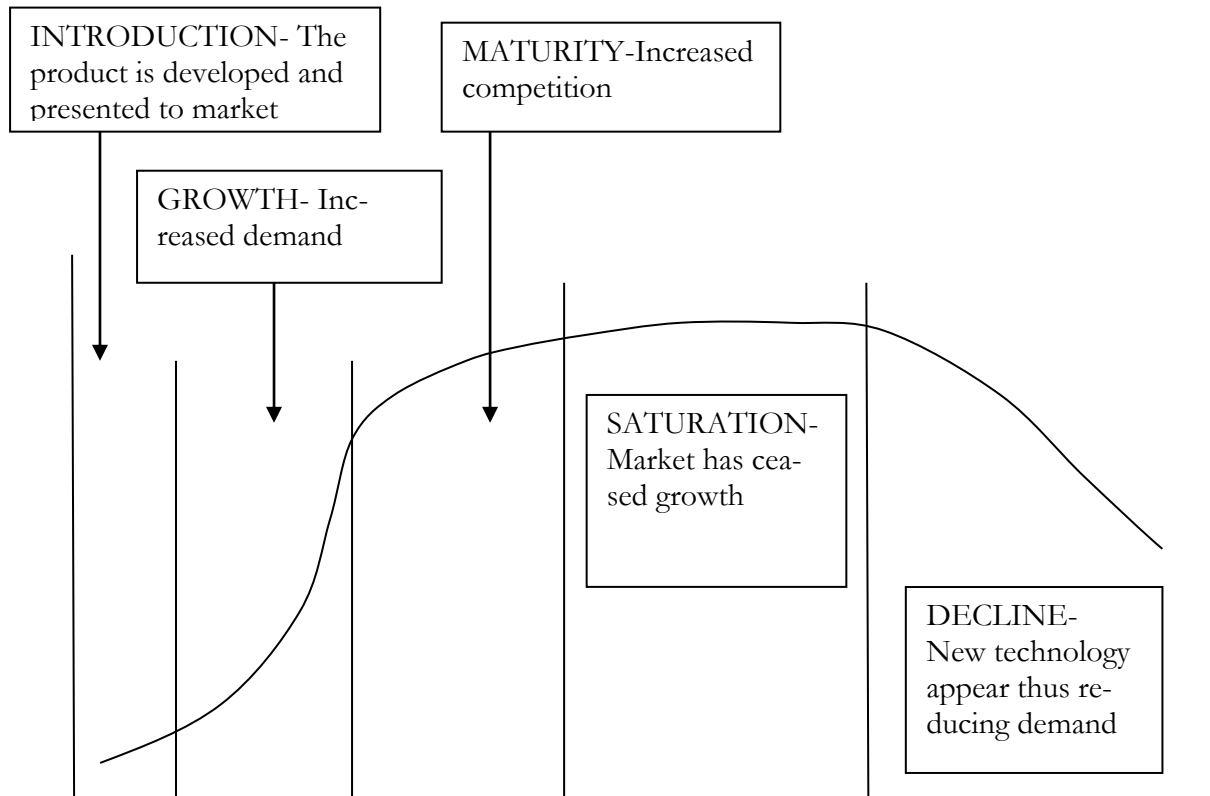 INTRODUCTION- The
product is developed and
presented to market
MATURITY-Increased
competition
GROWTH- Inc-
reased demand
SATURATION-
Market has cea-
sed growth
DECLINE-
New technology
appear thus re-
ducing demand